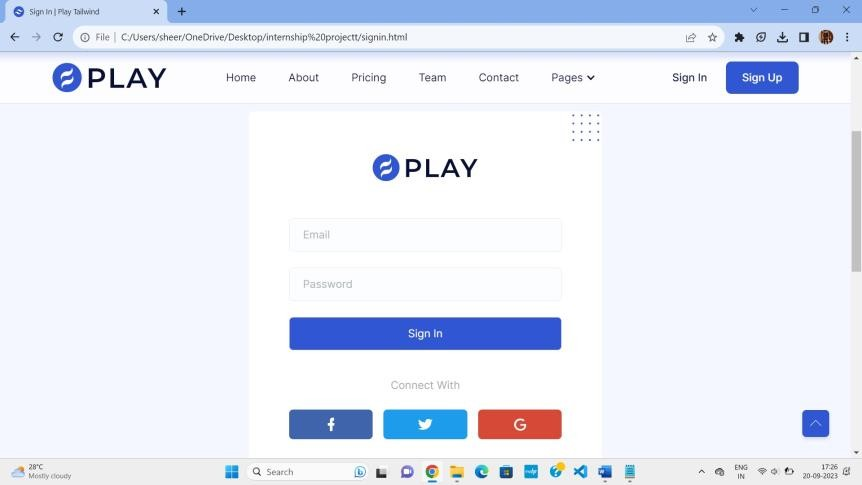 Sign In | Play Tailwind
File | C:/Users/sheer/OneDrive/Desktop/internship%20projectt/signin.html
PLAY Home About Pricing Team Contact Pages Sign In Sign Up
PLAY
Email
Password
Sign In
Connect With
28°C
Mostly cloudy
Search
ENG
IN
17:26
20-09-2023